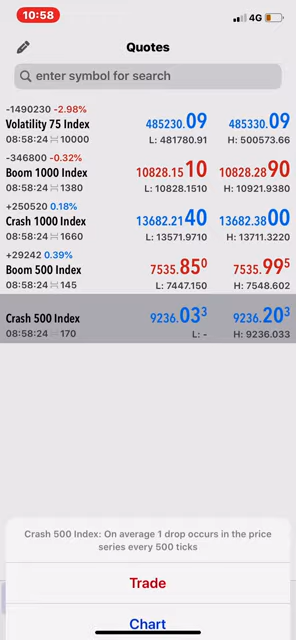 10:58
4G
Quotes
enter symbol for search
-1490230 -2.98%
Volatility 75 Index 485230.09 485330.09
08:58:24 10000 L: 481780.91 H: 500573.66
-346800 -0.32%
Boom 1000 Index 10828.1510 10828.2890
08:58:24 1380 L: 10828.1510 H: 10921.9380
+250520 0.18%
Crash 1000 Index 13682.2140 13682.3800
08:58:24 1660 L: 13571.9710 H: 13711.3220
+29242 0.39%
Boom 500 Index 7535.850 7535.995
08:58:24 145 L: 7447.150 H: 7548.602
Crash 500 Index 9236.033 9236.203
08:58:24 170 L: - H: 9236.033
Crash 500 Index: On average 1 drop occurs in the price
series every 500 ticks
Trade
Chart